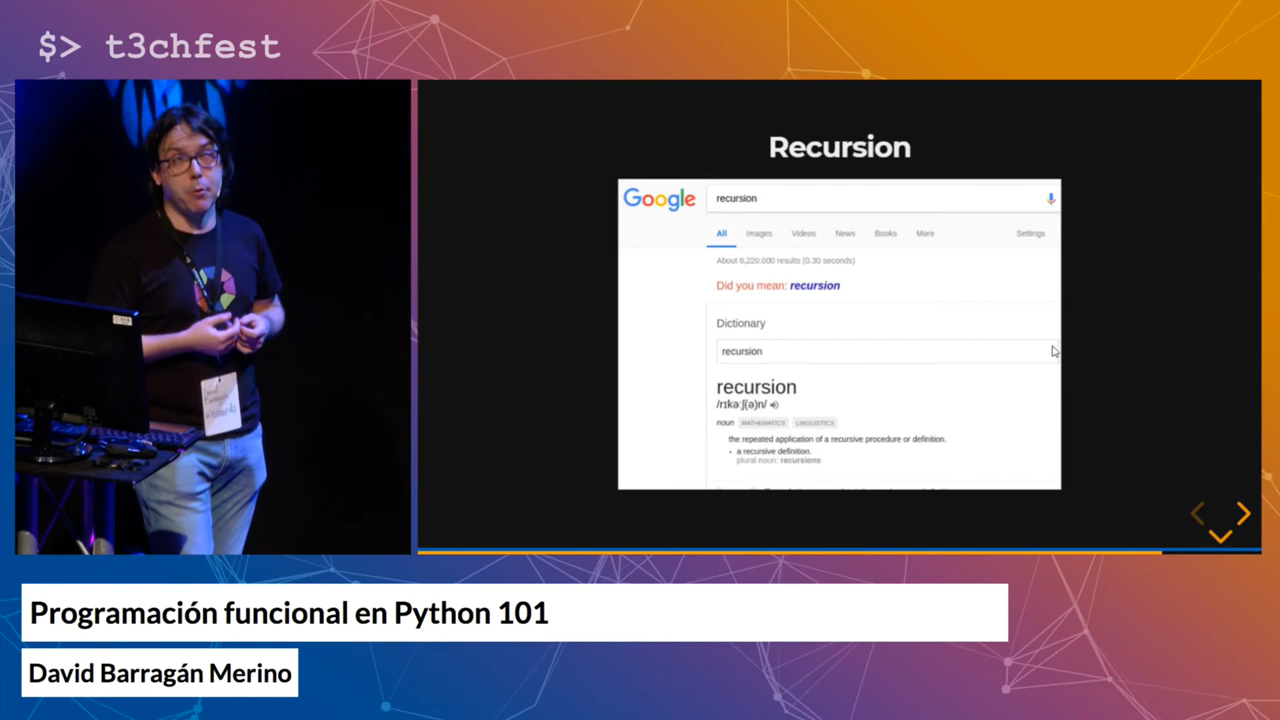 $> t3chfest
Recursion
Google
recursion
All Images Videos News Books More Settings
About 6,220,000 results (0.30 seconds)
Did you mean: recursion
Dictionary
recursion
recursion
/rɪˈkəːʃ(ə)n/
noun MATHEMATICS LINGUISTICS
the repeated application of a recursive procedure or definition.
• a recursive definition.
plural noun: recursions
David
Programación funcional en Python 101
David Barragán Merino